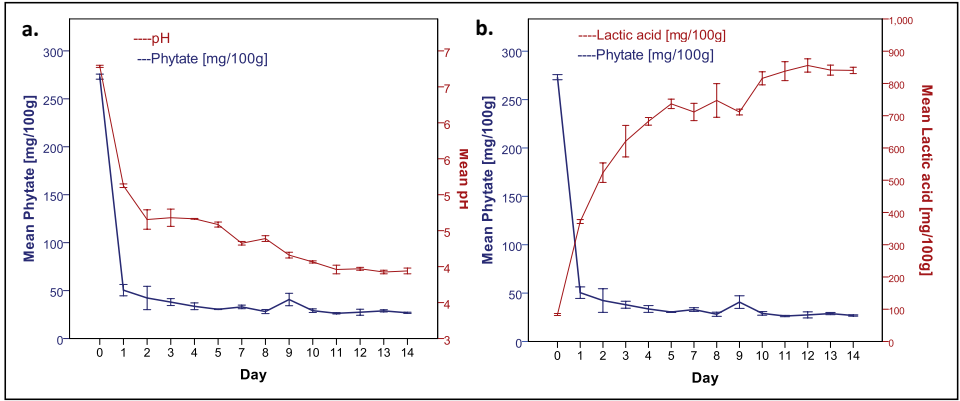 a.
----pH
---Phytate [mg/100g]
300
250
200
150
100
50
0
Mean Phytate [mg/100g]
7
7
6
6
5
5
4
4
3
Mean pH
0 1 2 3 4 5 7 8 9 10 11 12 13 14
Day
b.
----Lactic acid [mg/100g]
---Phytate [mg/100g]
300
250
200
150
100
50
0
Mean Phytate [mg/100g]
1,000
900
800
700
600
500
400
300
200
100
0
Mean Lactic acid [mg/100g]
0 1 2 3 4 5 7 8 9 10 11 12 13 14
Day